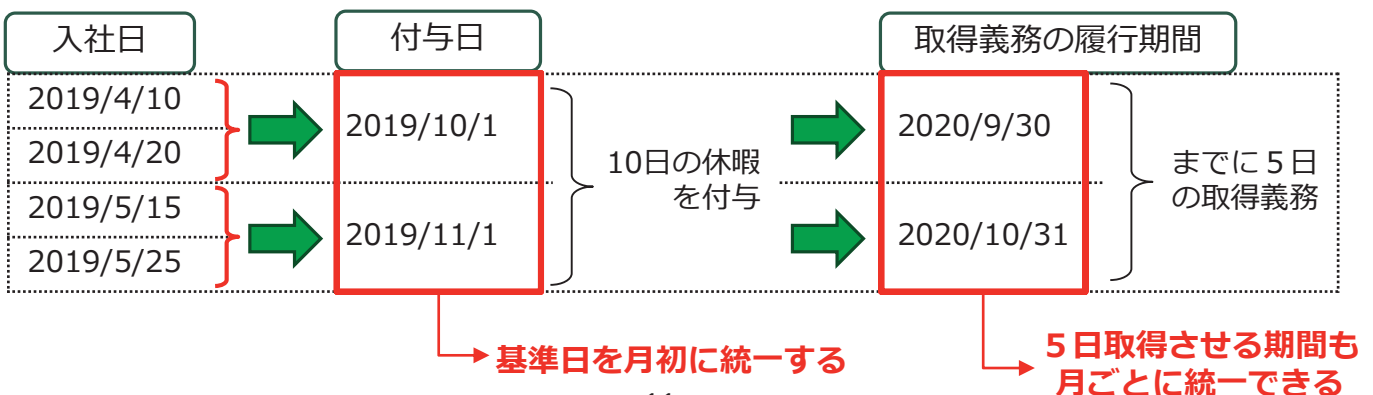 入社日
付与日
取得義務の履行期間
2019/4/10
2019/4/20
2019/5/15
2019/5/25
2019/10/1
2019/11/1
10日の休暇
を付与
2020/9/30
2020/10/31
までに５日
の取得義務
基準日を月初に統一する
５日取得させる期間も
月ごとに統一できる